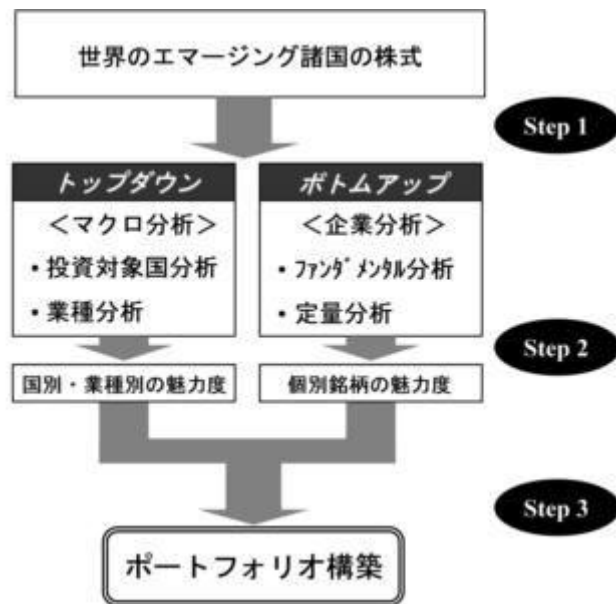 世界のエマージング諸国の株式
Step 1
トップダウン
＜マクロ分析＞
・投資対象国分析
・業種分析
ボトムアップ
＜企業分析＞
・ﾌｧﾝﾀﾞﾒﾝﾀﾙ分析
・定量分析
Step 2
国別・業種別の魅力度
個別銘柄の魅力度
Step 3
ポートフォリオ構築